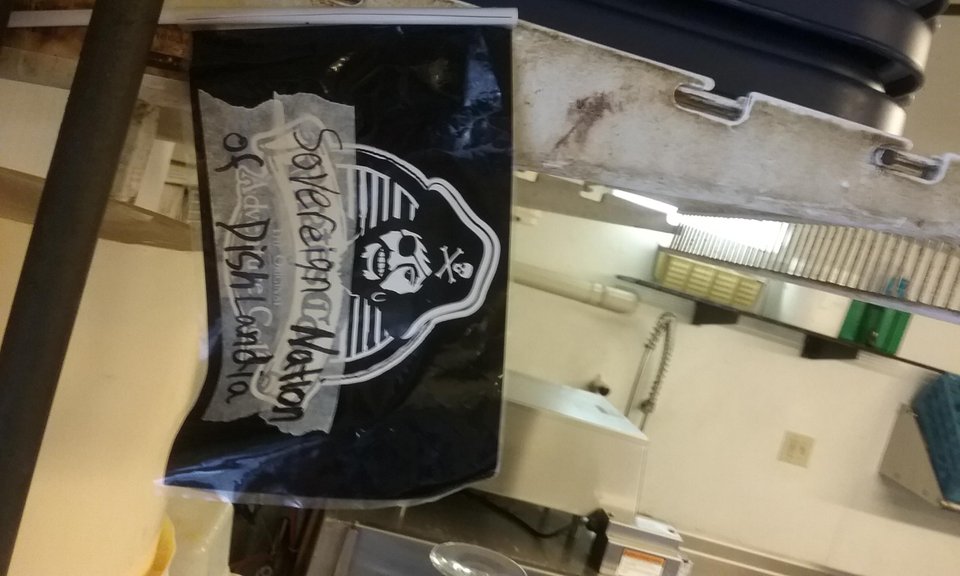 Sovereign Nation
of DishLandia